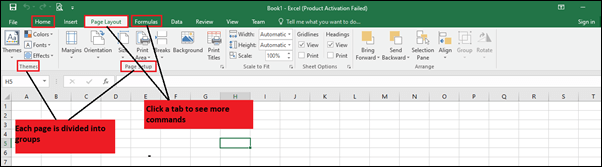 Book1 - Excel (Product Activation Failed)
File Home Insert Page Layout Formulas Data Review View Team Tell me what you want to do
Themes Colors Fonts Effects Margins Orientation Size Print Area Breaks Background Print Titles Width: Automatic Height: Automatic Scale: 100% Gridlines View Print Headings View Print Bring Forward Send Backward Selection Pane Align Group Rotate
Themes Page Setup Scale to Fit Sheet Options Arrange
H5 fx
A B C D E F G H I J K L M N O P Q R S T
1
2
3
4
5
6
7
Click a tab to see more
commands
Each page is divided into
groups